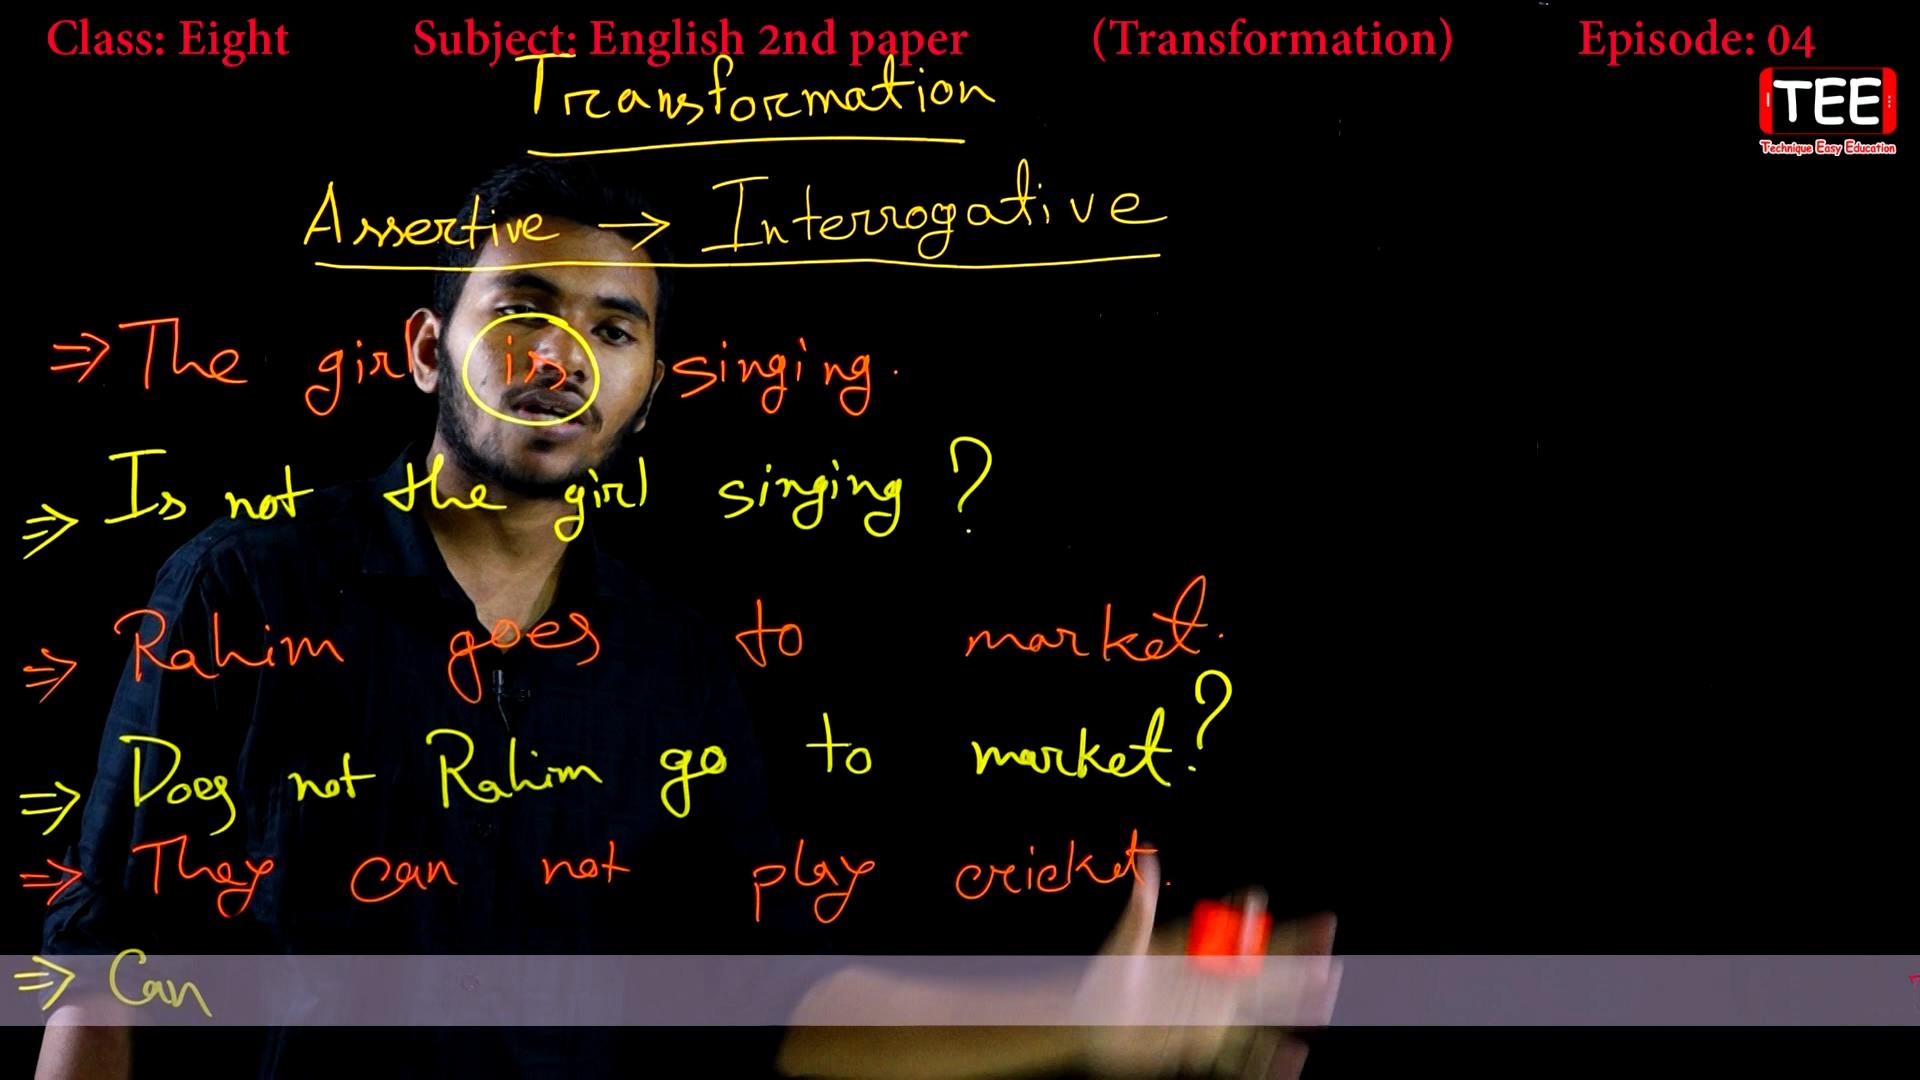 Class: Eight Subject: English 2nd paper (Transformation) Episode: 04
TEE
Technique Easy Education
Transformation
Assertive → Interrogative
⇒ The girl is singing.
⇒ Is not the girl singing?
⇒ Rahim goes to market.
⇒ Does not Rahim go to market?
⇒ They can not play cricket.
⇒ Can